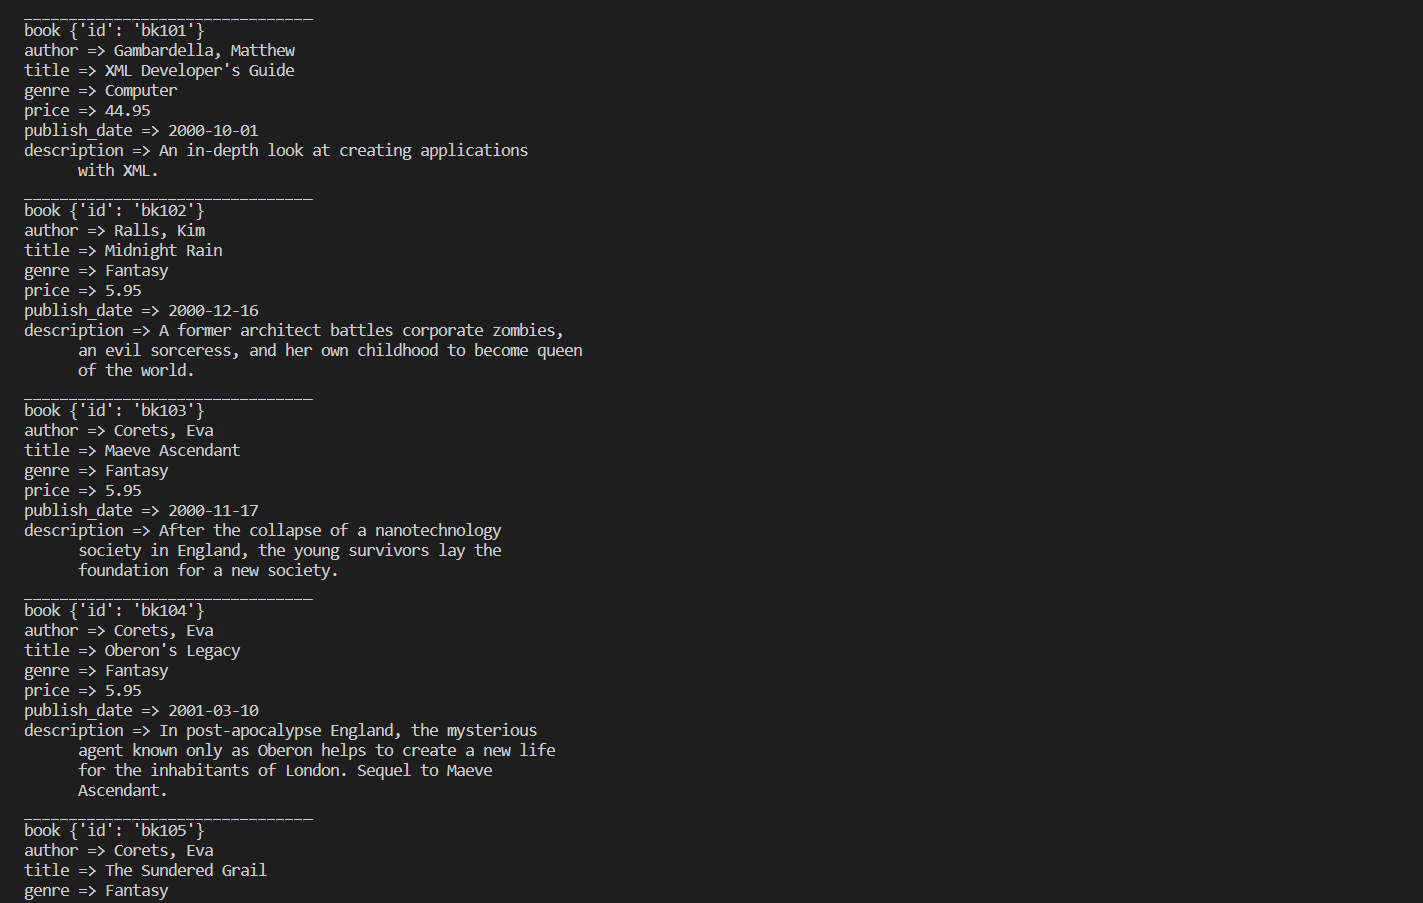 ________________________________
book {'id': 'bk101'}
author => Gambardella, Matthew
title => XML Developer's Guide
genre => Computer
price => 44.95
publish_date => 2000-10-01
description => An in-depth look at creating applications
      with XML.
________________________________
book {'id': 'bk102'}
author => Ralls, Kim
title => Midnight Rain
genre => Fantasy
price => 5.95
publish_date => 2000-12-16
description => A former architect battles corporate zombies,
      an evil sorceress, and her own childhood to become queen
      of the world.
________________________________
book {'id': 'bk103'}
author => Corets, Eva
title => Maeve Ascendant
genre => Fantasy
price => 5.95
publish_date => 2000-11-17
description => After the collapse of a nanotechnology
      society in England, the young survivors lay the
      foundation for a new society.
________________________________
book {'id': 'bk104'}
author => Corets, Eva
title => Oberon's Legacy
genre => Fantasy
price => 5.95
publish_date => 2001-03-10
description => In post-apocalypse England, the mysterious
      agent known only as Oberon helps to create a new life
      for the inhabitants of London. Sequel to Maeve
      Ascendant.
________________________________
book {'id': 'bk105'}
author => Corets, Eva
title => The Sundered Grail
genre => Fantasy